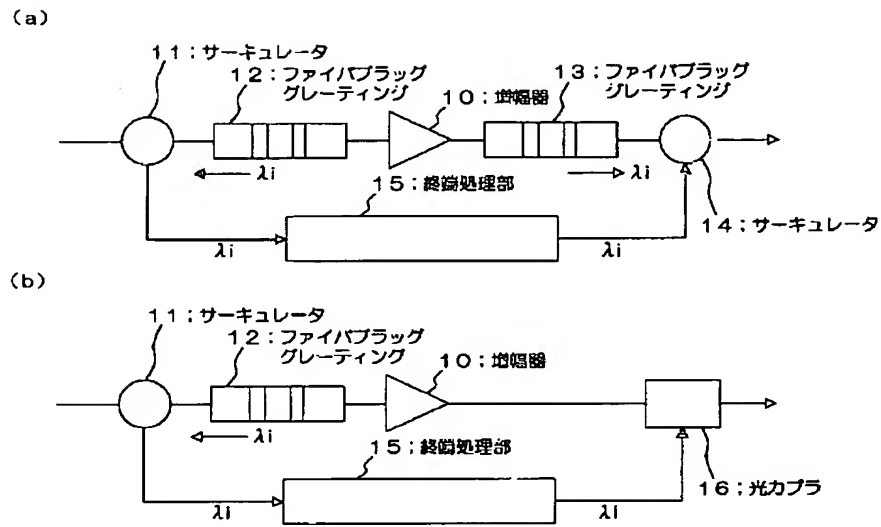 (a)
11:サーキュレータ
12:ファイバブラッグ
グレーティング
10:増幅器
13:ファイバブラッグ
グレーティング
λi
λi
15:終端処理部
14:サーキュレータ
λi
λi
(b)
11:サーキュレータ
12:ファイバブラッグ
グレーティング
10:増幅器
λi
15:終端処理部
16:光カプラ
λi
λi